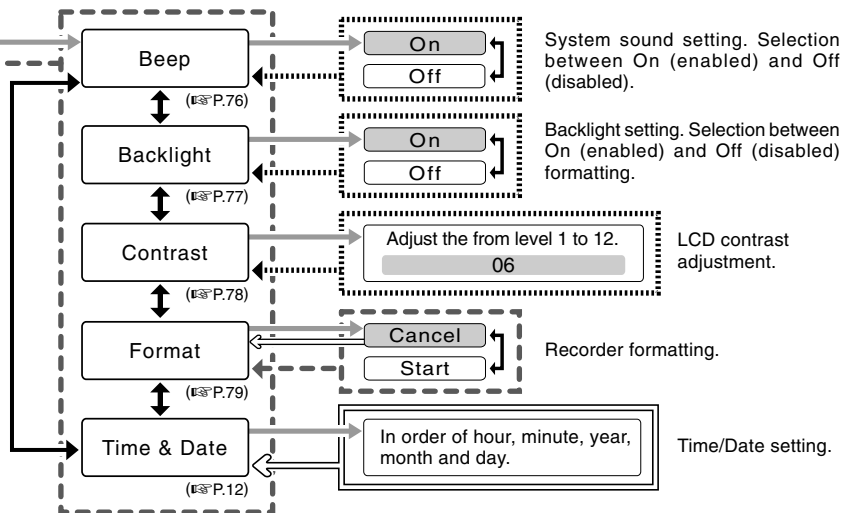 Beep
(☞P.76)
On
Off
System sound setting. Selection
between On (enabled) and Off
(disabled).
Backlight
(☞P.77)
On
Off
Backlight setting. Selection between
On (enabled) and Off (disabled)
formatting.
Contrast
(☞P.78)
Adjust the from level 1 to 12.
06
LCD contrast
adjustment.
Format
(☞P.79)
Cancel
Start
Recorder formatting.
Time & Date
(☞P.12)
In order of hour, minute, year,
month and day.
Time/Date setting.